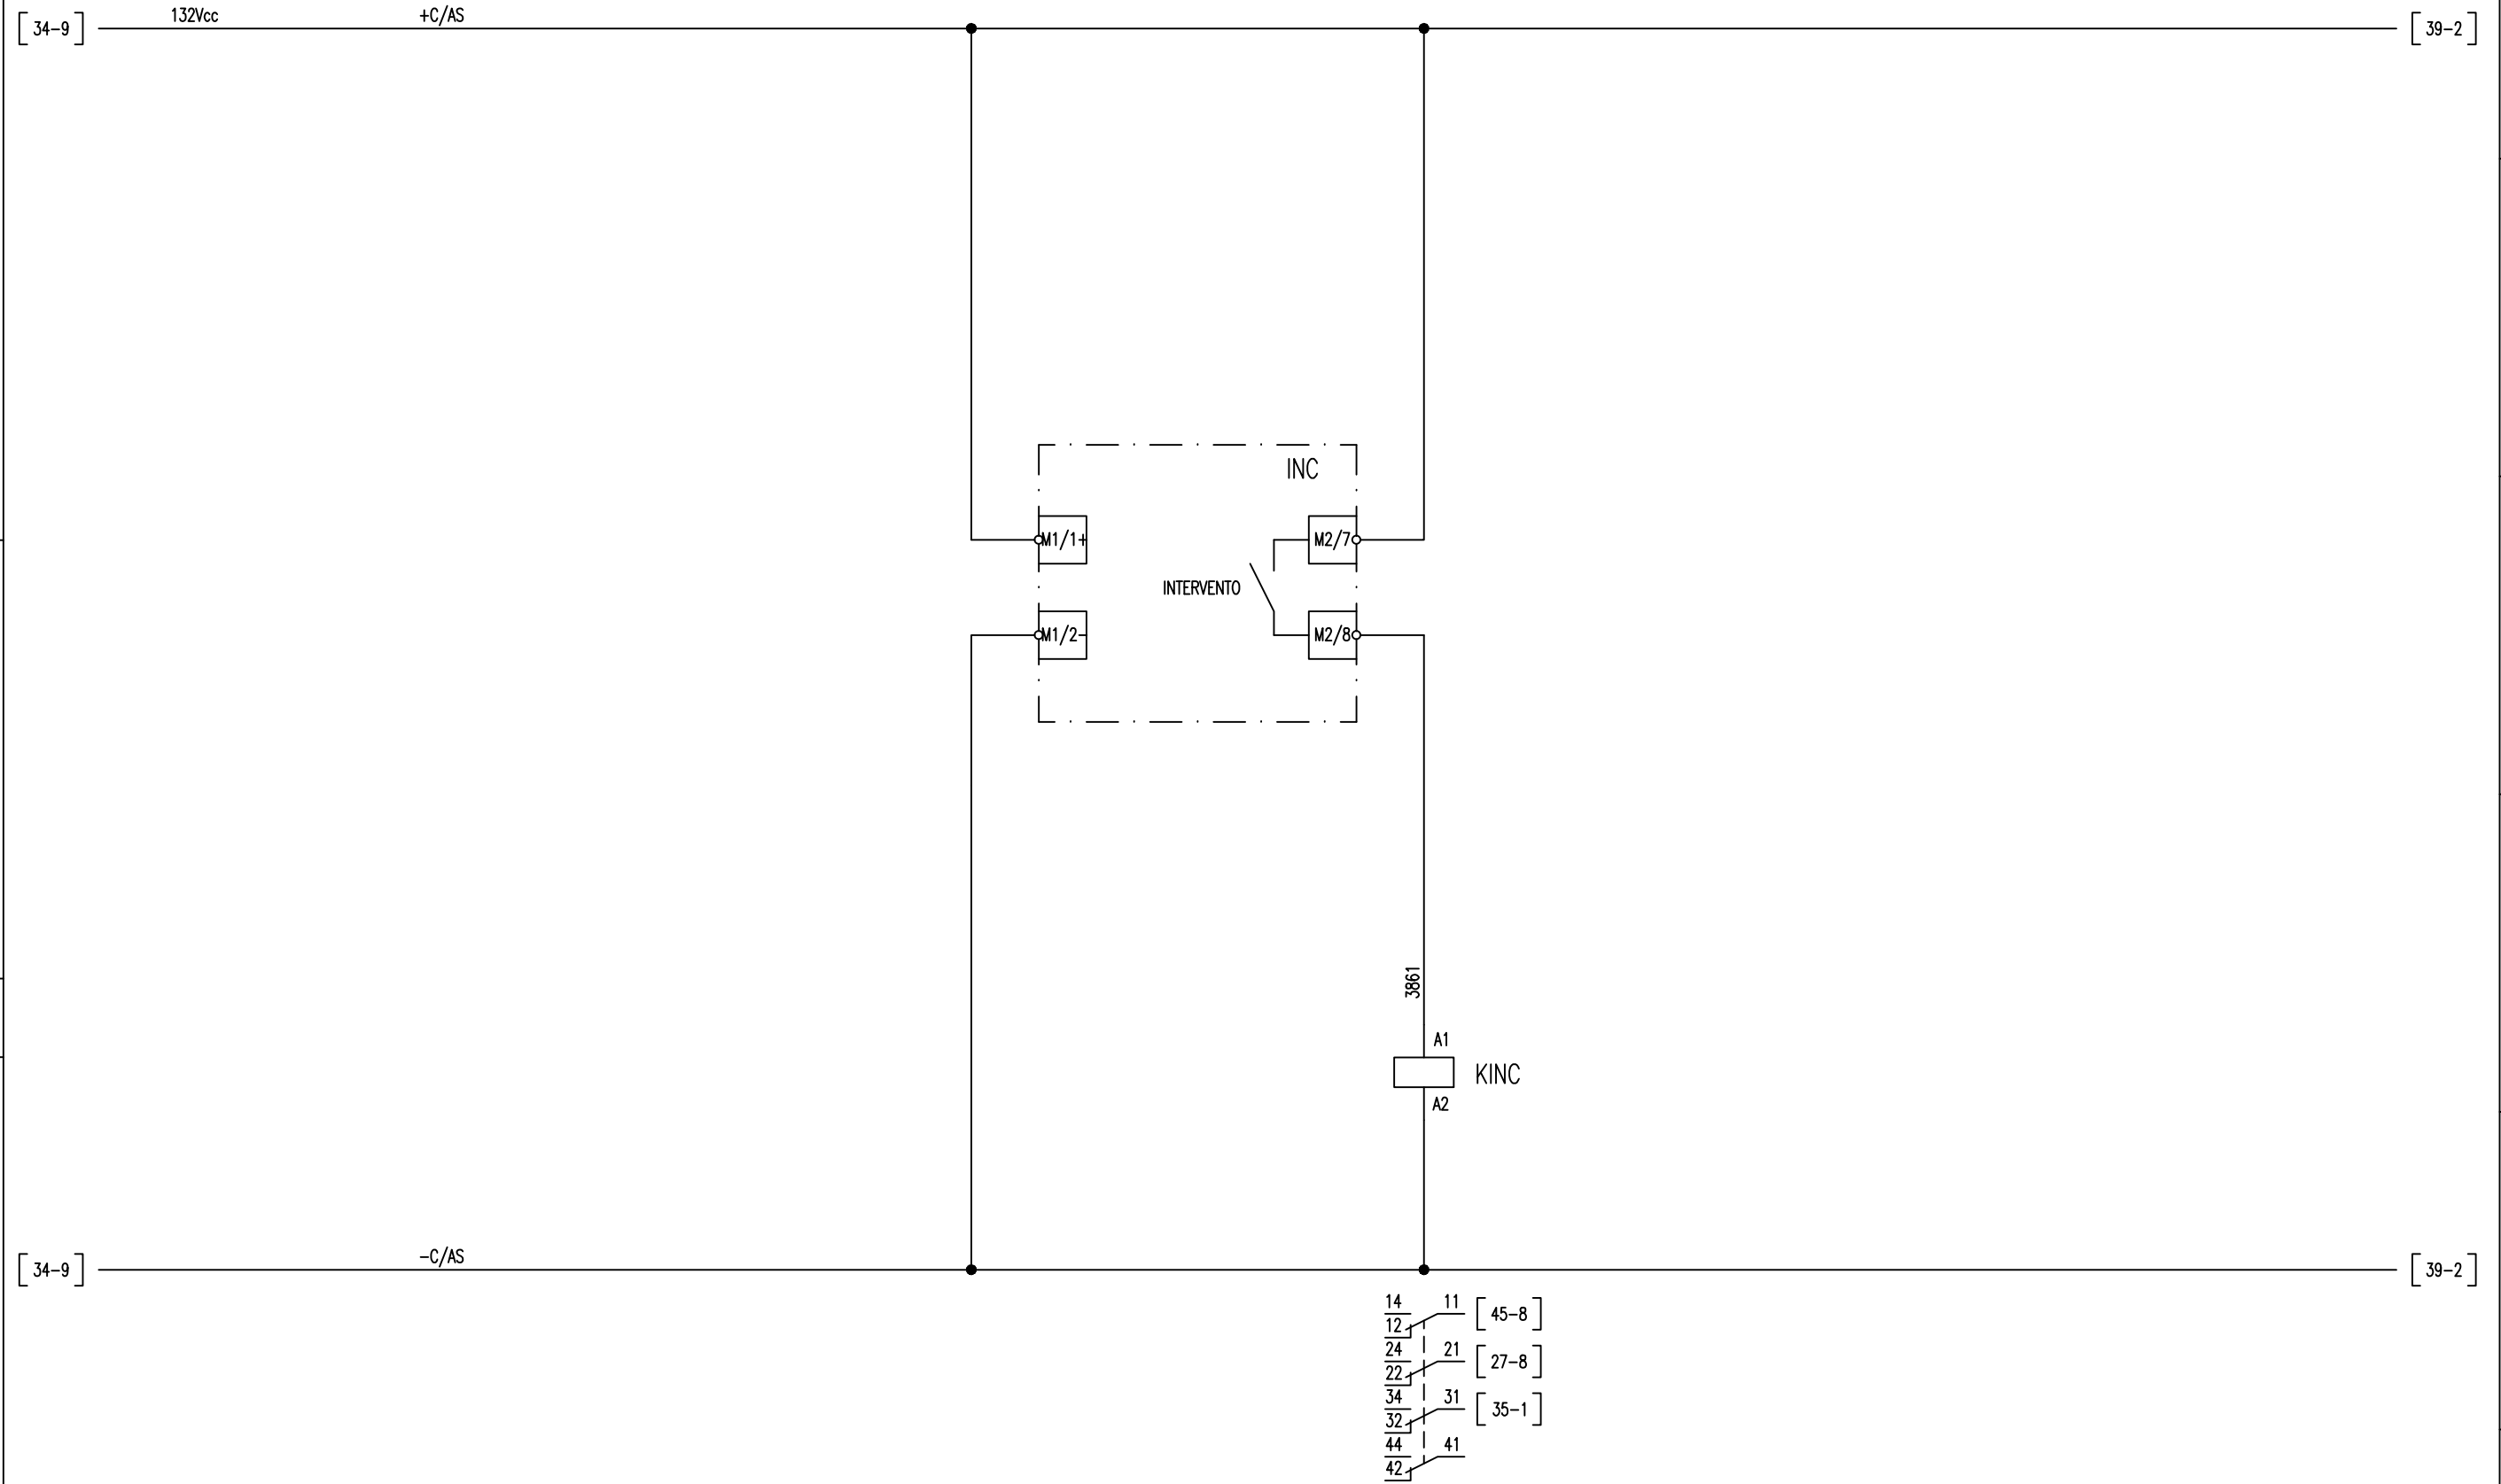 34-9 132Vcc +C/AS 39-2
INC
M1/1+ M2/7
INTERVENTO
M1/2- M2/8
3861
A1
KINC
A2
34-9 -C/AS 39-2
14 11 45-8
12
24 21 27-8
22
34 31 35-1
32
44 41
42